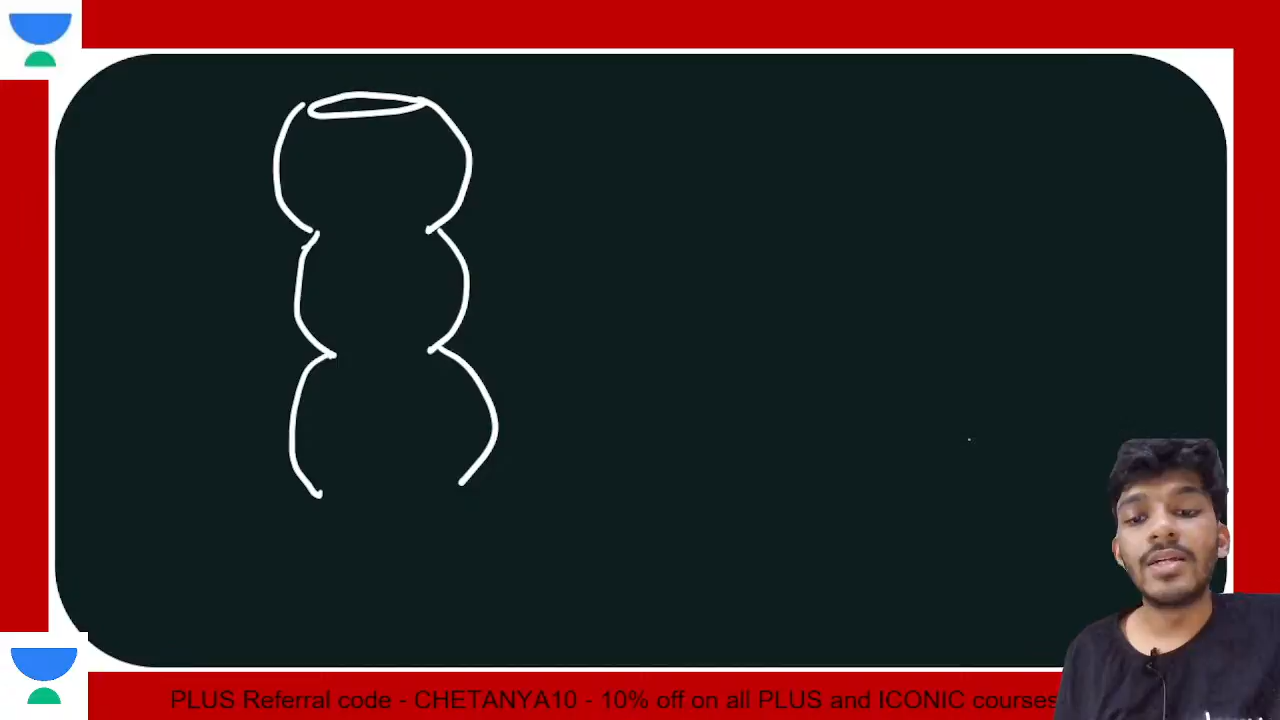 PLUS Referral code - CHETANYA10 - 10% off on all PLUS and ICONIC courses